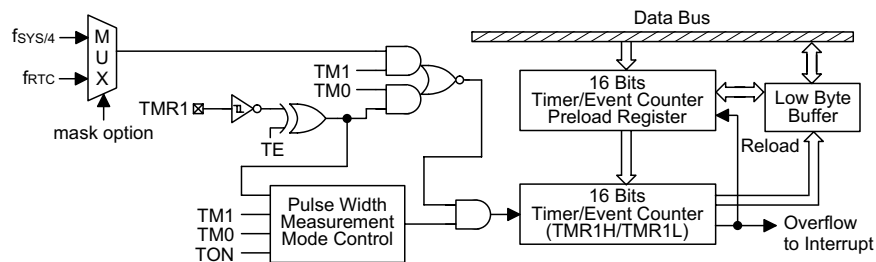 Data Bus
fSYS/4
fRTC
M
U
X
mask option
TM1
TM0
TMR1
TE
16 Bits
Timer/Event Counter
Preload Register
Low Byte
Buffer
Reload
TM1
TM0
TON
Pulse Width
Measurement
Mode Control
16 Bits
Timer/Event Counter
(TMR1H/TMR1L)
Overflow
to Interrupt